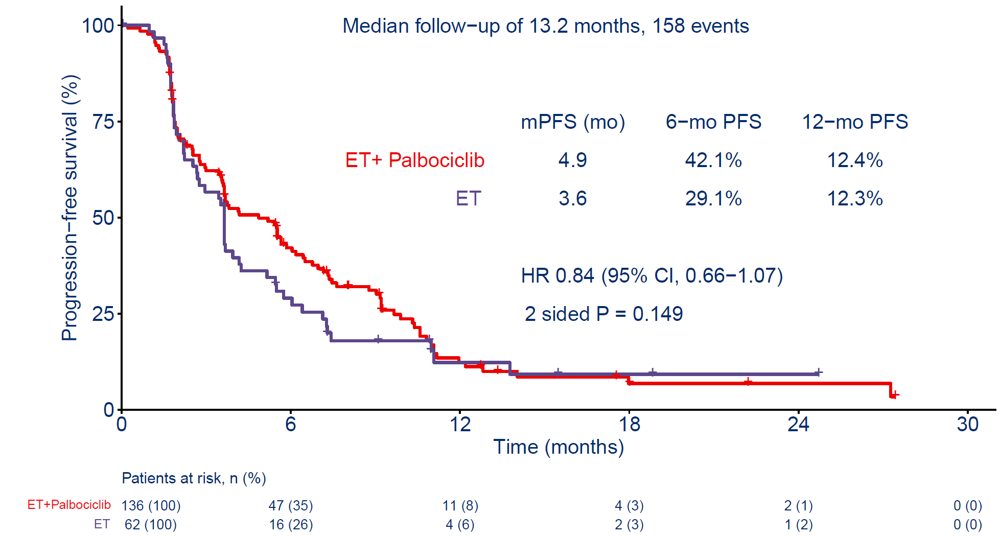 Median follow−up of 13.2 months, 158 events
100
75
50
25
0
Progression−free survival (%)
mPFS (mo) 6−mo PFS 12−mo PFS
ET+ Palbociclib 4.9 42.1% 12.4%
ET 3.6 29.1% 12.3%
HR 0.84 (95% CI, 0.66−1.07)
2 sided P = 0.149
0 6 12 18 24 30
Time (months)
Patients at risk, n (%)
ET+Palbociclib 136 (100) 47 (35) 11 (8) 4 (3) 2 (1) 0 (0)
ET 62 (100) 16 (26) 4 (6) 2 (3) 1 (2) 0 (0)